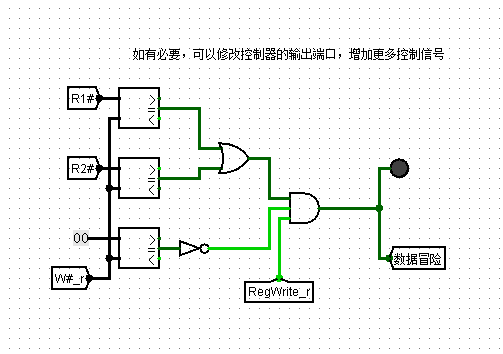 如有必要，可以修改控制器的输出端口，增加更多控制信号
R1#
>
=
<
R2#
>
=
<
00
>
=
<
W#_r
RegWrite_r
数据冒险